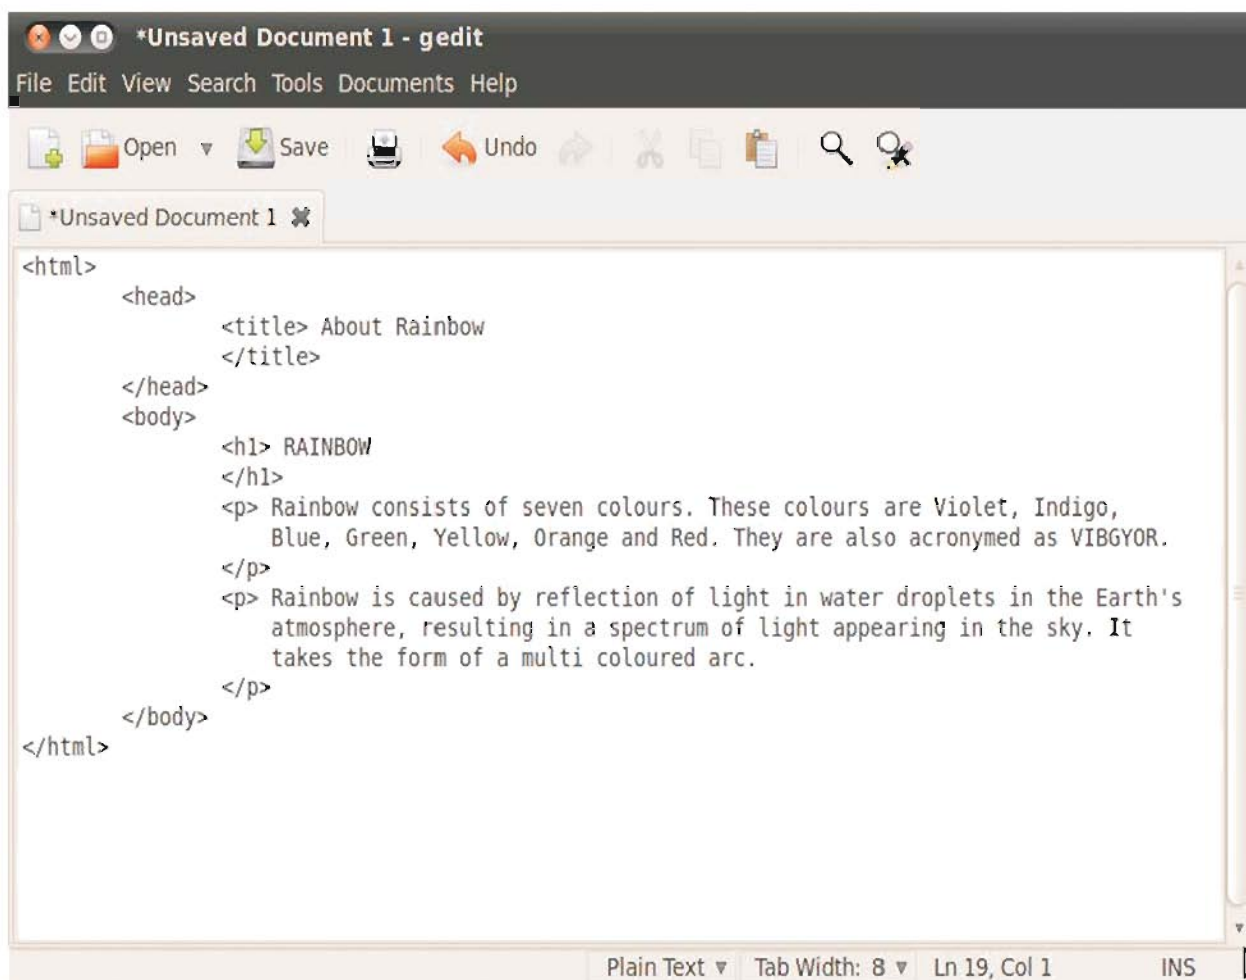 *Unsaved Document 1 - gedit
File Edit View Search Tools Documents Help
Open Save Undo
*Unsaved Document 1
<html>
<head>
<title> About Rainbow
</title>
</head>
<body>
<h1> RAINBOW
</h1>
<p> Rainbow consists of seven colours. These colours are Violet, Indigo,
Blue, Green, Yellow, Orange and Red. They are also acronymed as VIBGYOR.
</p>
<p> Rainbow is caused by reflection of light in water droplets in the Earth's
atmosphere, resulting in a spectrum of light appearing in the sky. It
takes the form of a multi coloured arc.
</p>
</body>
</html>
Plain Text Tab Width: 8 Ln 19, Col 1 INS